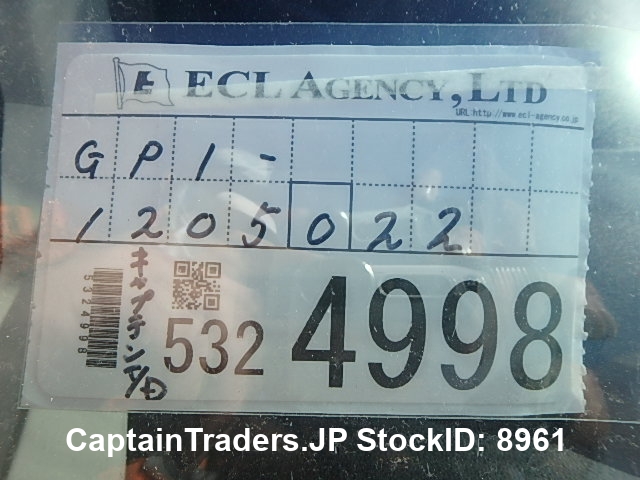 E ECL AGENCY, LTD
URL:http://www.ecl-agency.co.jp
GP1-
1205022
5324998
キャプテン
532 4998
CaptainTraders.JP StockID: 8961